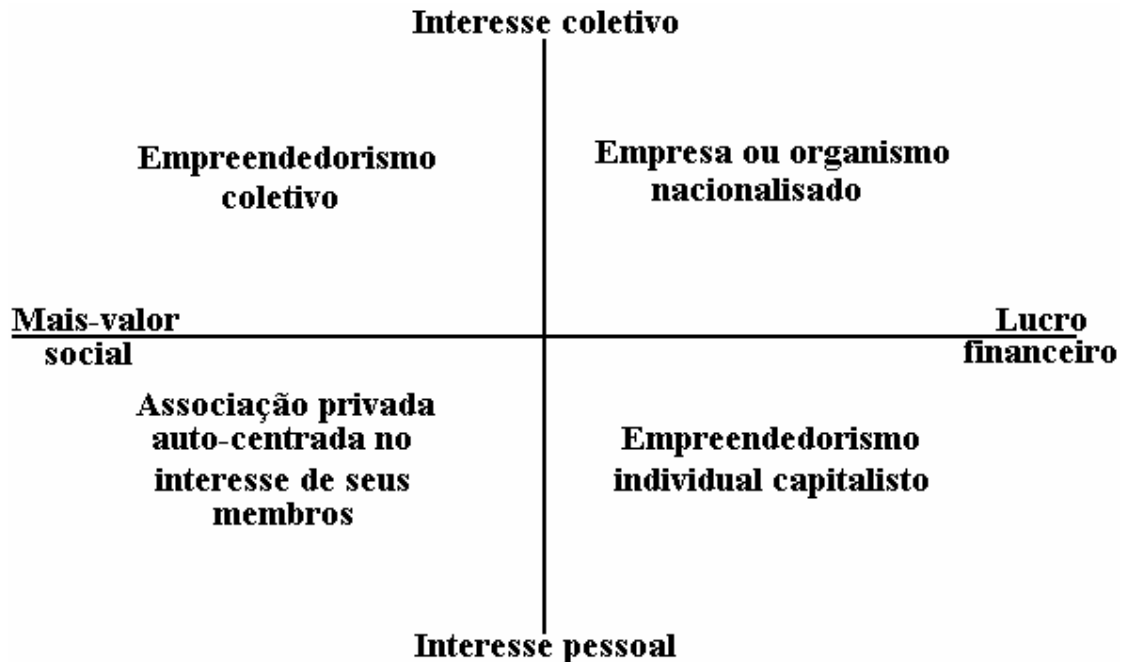 Interesse coletivo
Empreendedorismo
coletivo
Empresa ou organismo
nacionalisado
Mais-valor
social
Lucro
financeiro
Associação privada
auto-centrada no
interesse de seus
membros
Empreendedorismo
individual capitalisto
Interesse pessoal